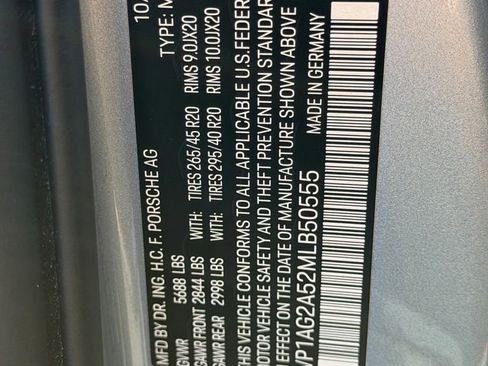 10.
MFD BY DR. ING. H.C. F. PORSCHE AG TYPE: M
GVWR 5688 LBS
GAWR FRONT 2844 LBS WITH: TIRES 265/45 R20 RIMS 9.0JX20
GAWR REAR 2998 LBS WITH: TIRES 295/40 R20 RIMS 10.0JX20
THIS VEHICLE CONFORMS TO ALL APPLICABLE U.S. FEDER
MOTOR VEHICLE SAFETY AND THEFT PREVENTION STANDAR
EFFECT ON THE DATE OF MANUFACTURE SHOWN ABOVE
VP1AG2A52MLB50555 MADE IN GERMANY